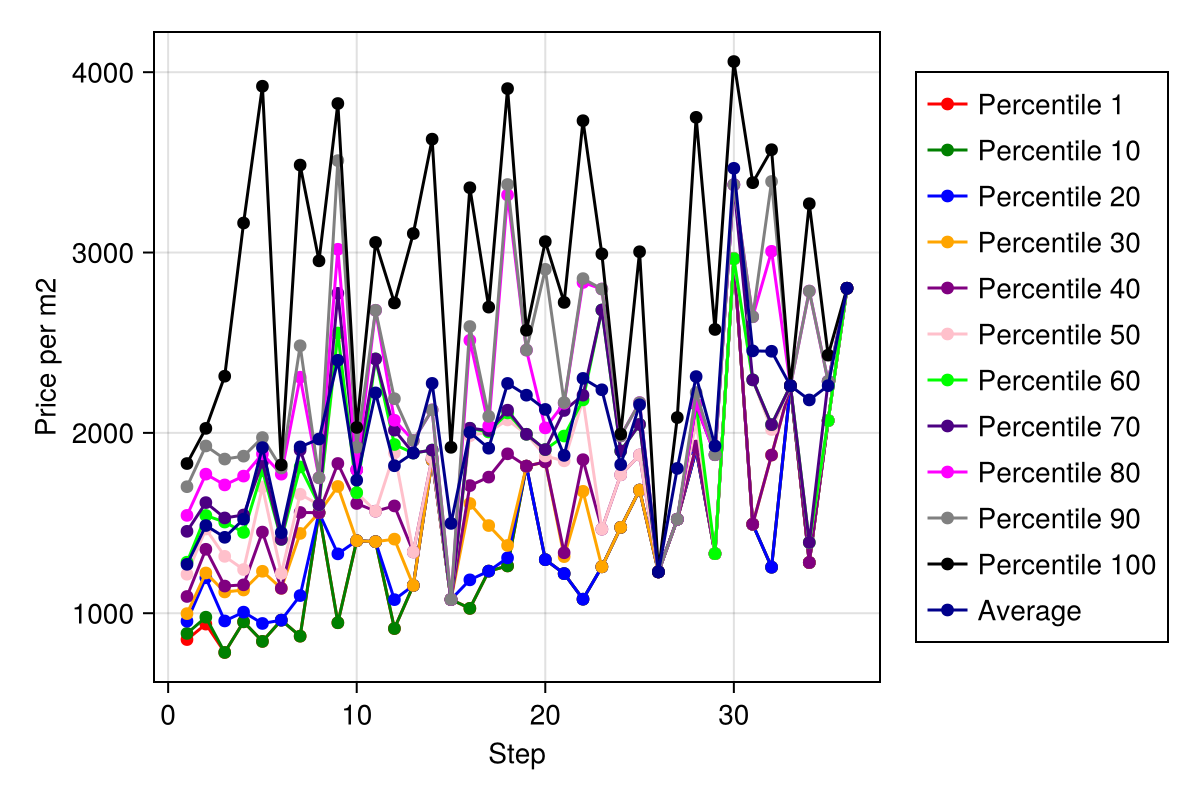 4000
3000
2000
1000
Price per m2
0
10
20
30
Step
Percentile 1
Percentile 10
Percentile 20
Percentile 30
Percentile 40
Percentile 50
Percentile 60
Percentile 70
Percentile 80
Percentile 90
Percentile 100
Average